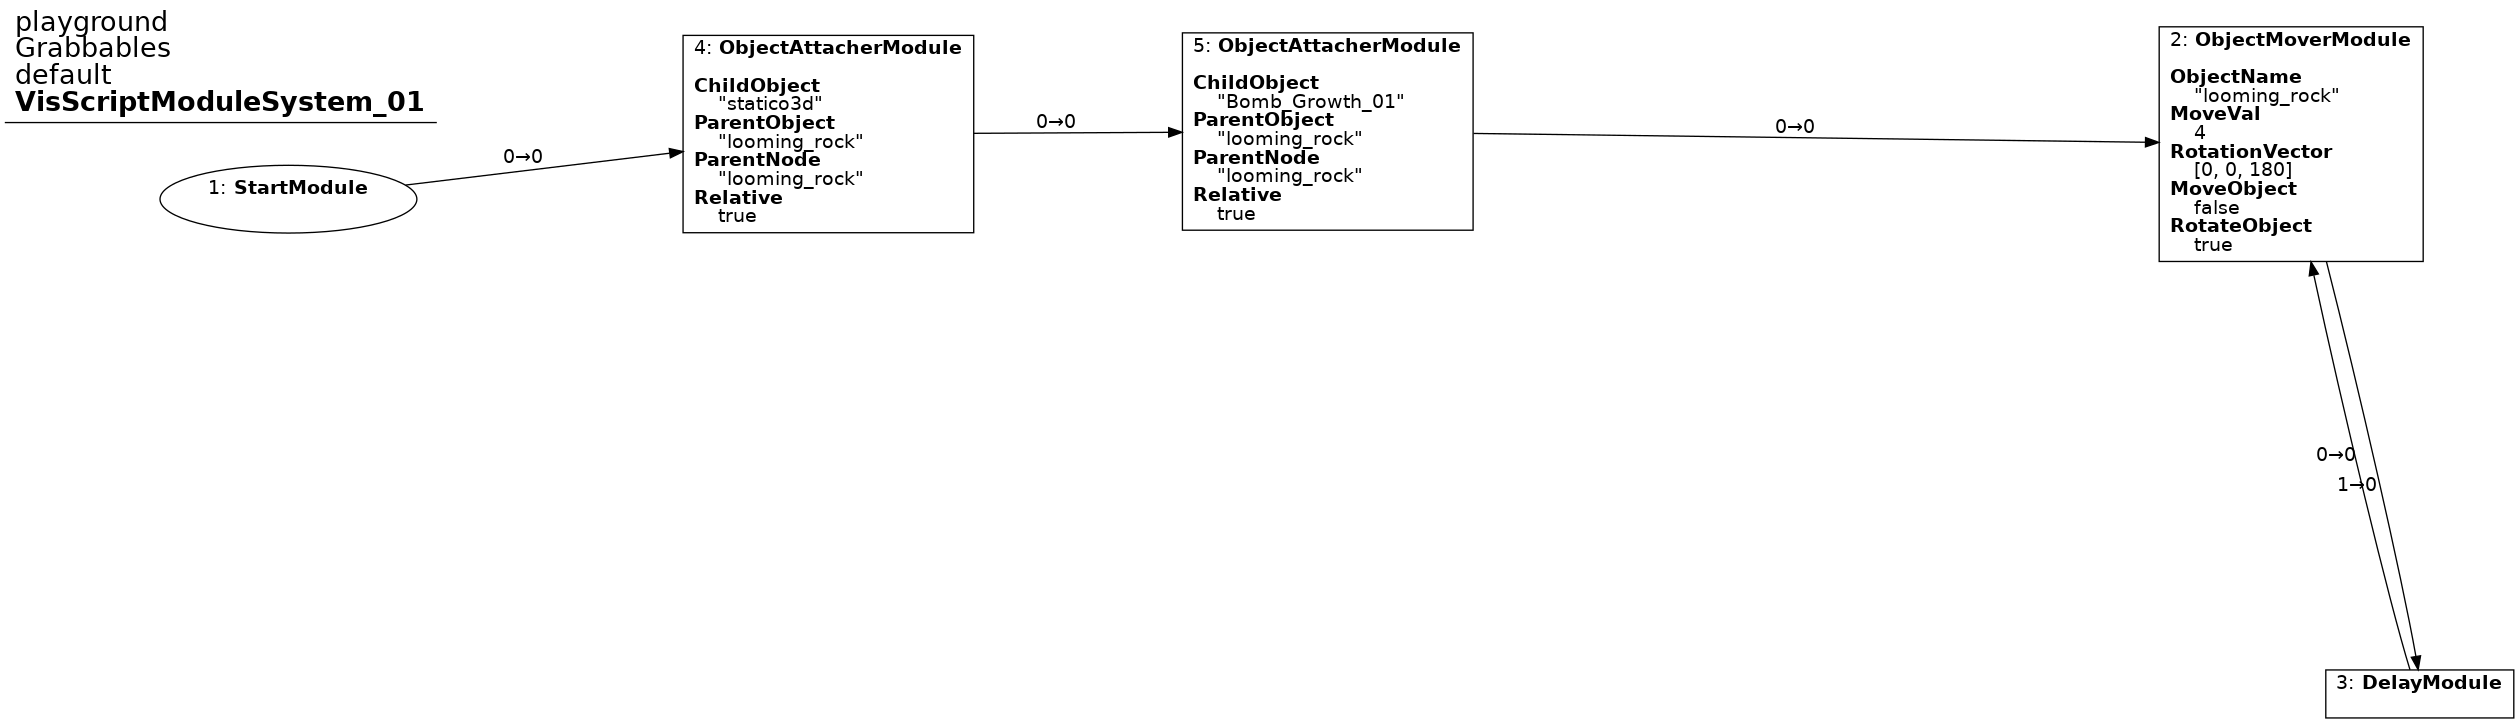 playground
Grabbables
default
VisScriptModuleSystem_01
1: StartModule
0→0
4: ObjectAttacherModule
ChildObject
"statico3d"
ParentObject
"looming_rock"
ParentNode
"looming_rock"
Relative
true
0→0
5: ObjectAttacherModule
ChildObject
"Bomb_Growth_01"
ParentObject
"looming_rock"
ParentNode
"looming_rock"
Relative
true
0→0
2: ObjectMoverModule
ObjectName
"looming_rock"
MoveVal
4
RotationVector
[0, 0, 180]
MoveObject
false
RotateObject
true
0→0
1→0
3: DelayModule